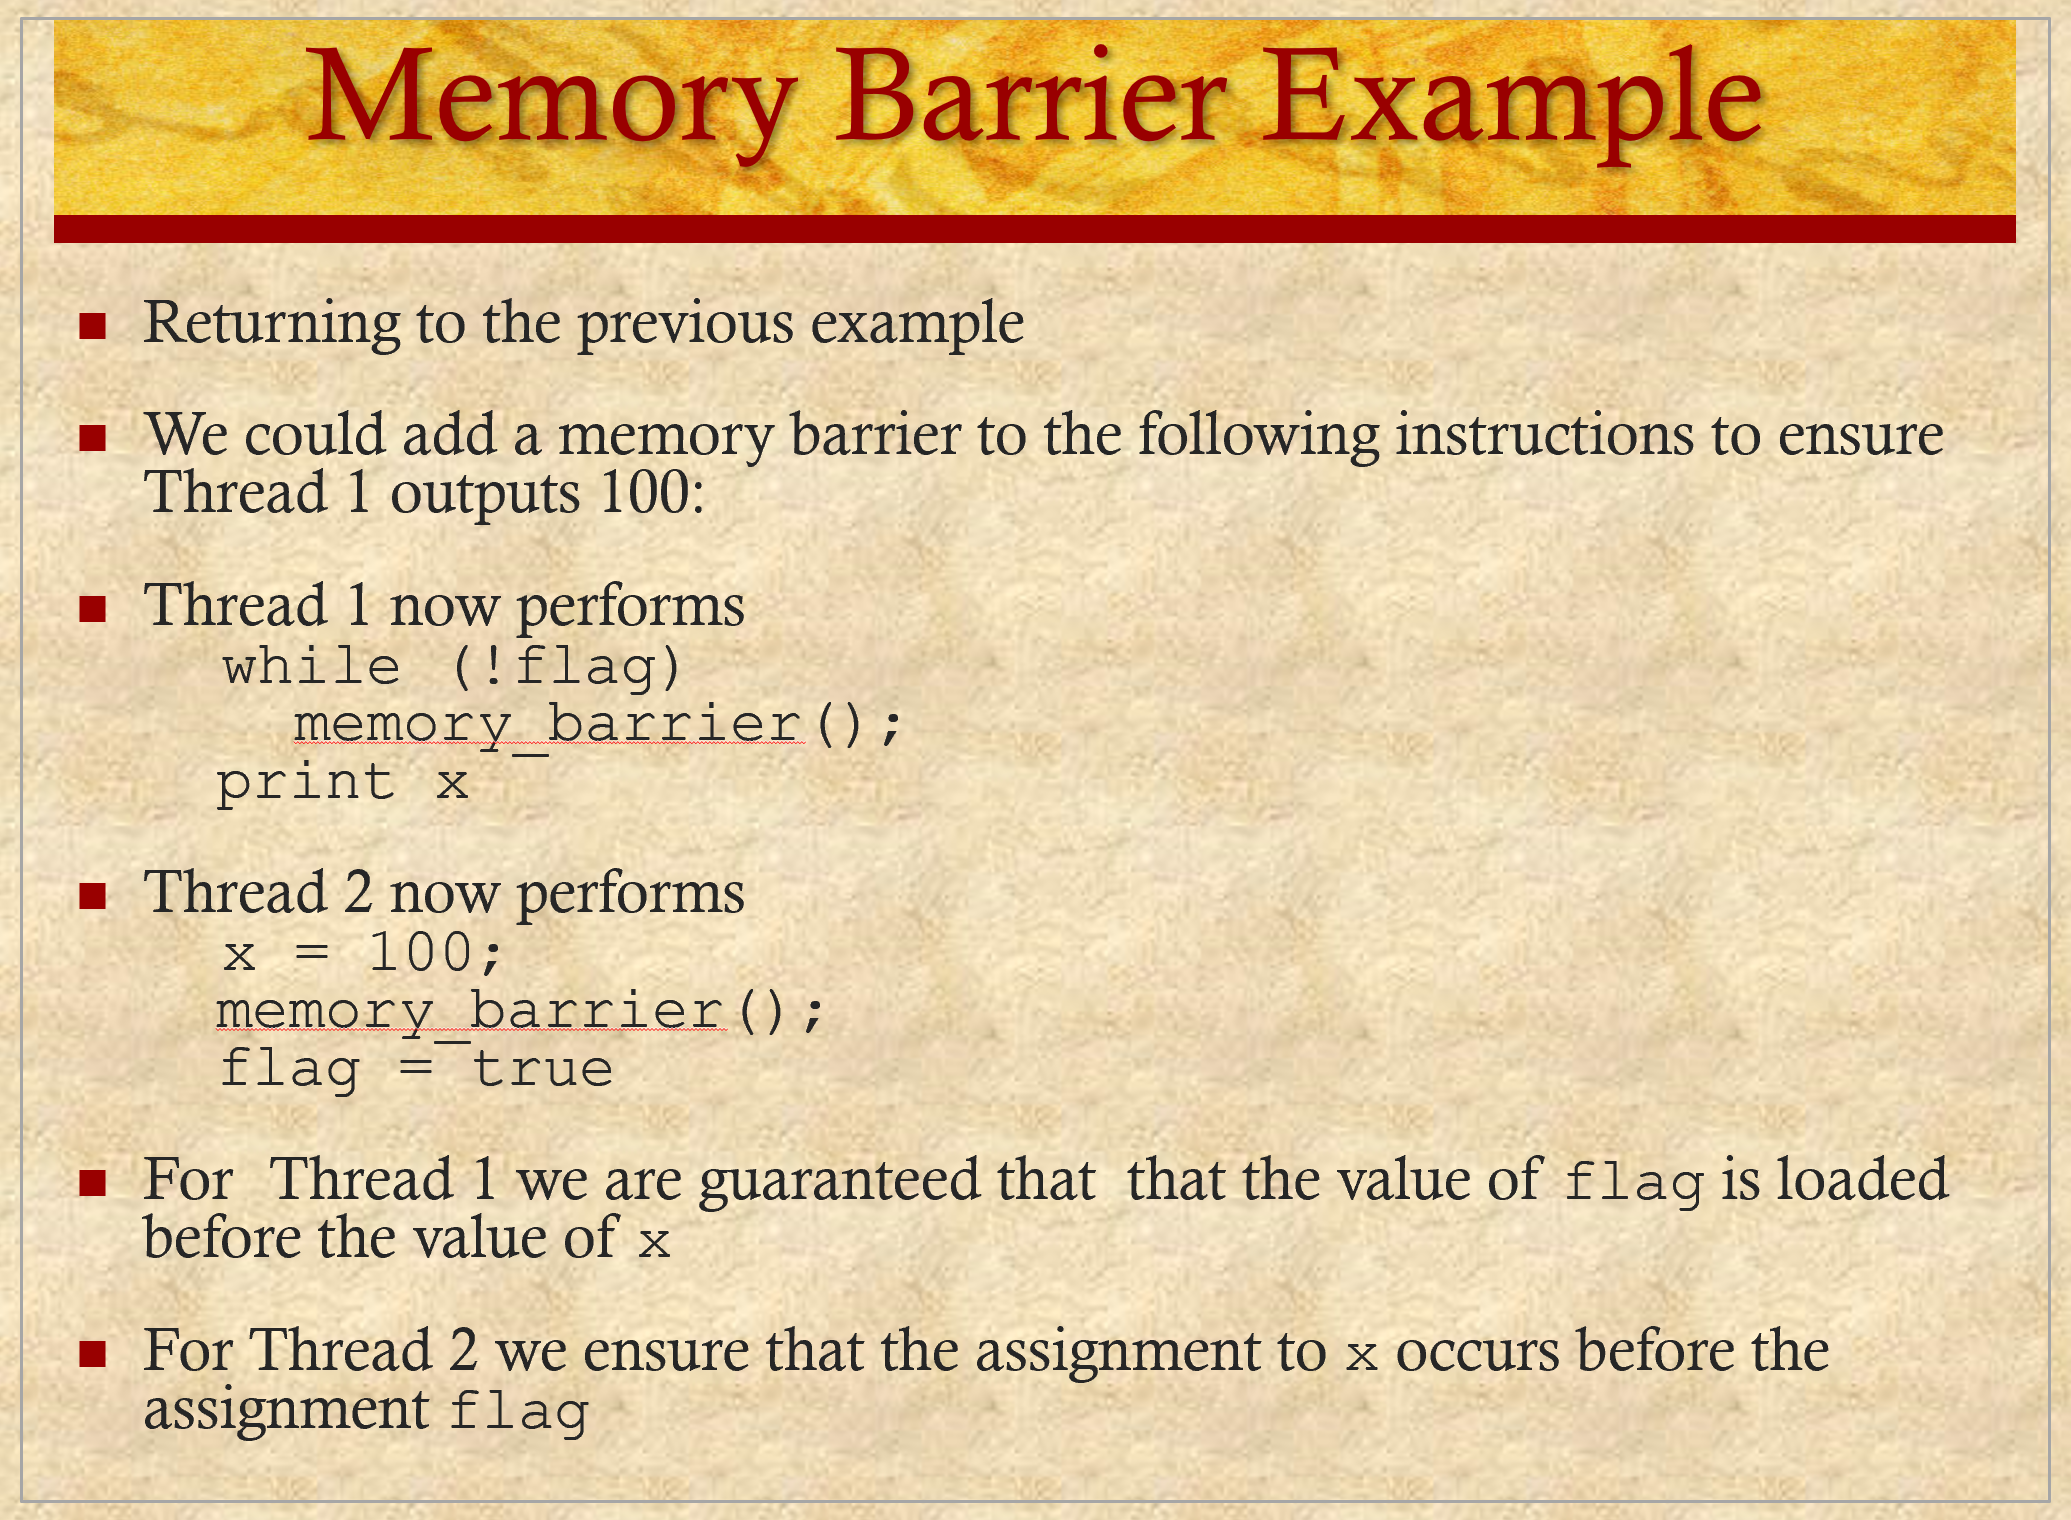 Memory Barrier Example
Returning to the previous example
We could add a memory barrier to the following instructions to ensure
Thread 1 outputs 100:
Thread 1 now performs
while (!flag)
memory_barrier();
print x
Thread 2 now performs
x = 100;
memory_barrier();
flag = true
For Thread 1 we are guaranteed that that the value of flag is loaded
before the value of x
For Thread 2 we ensure that the assignment to x occurs before the
assignment flag